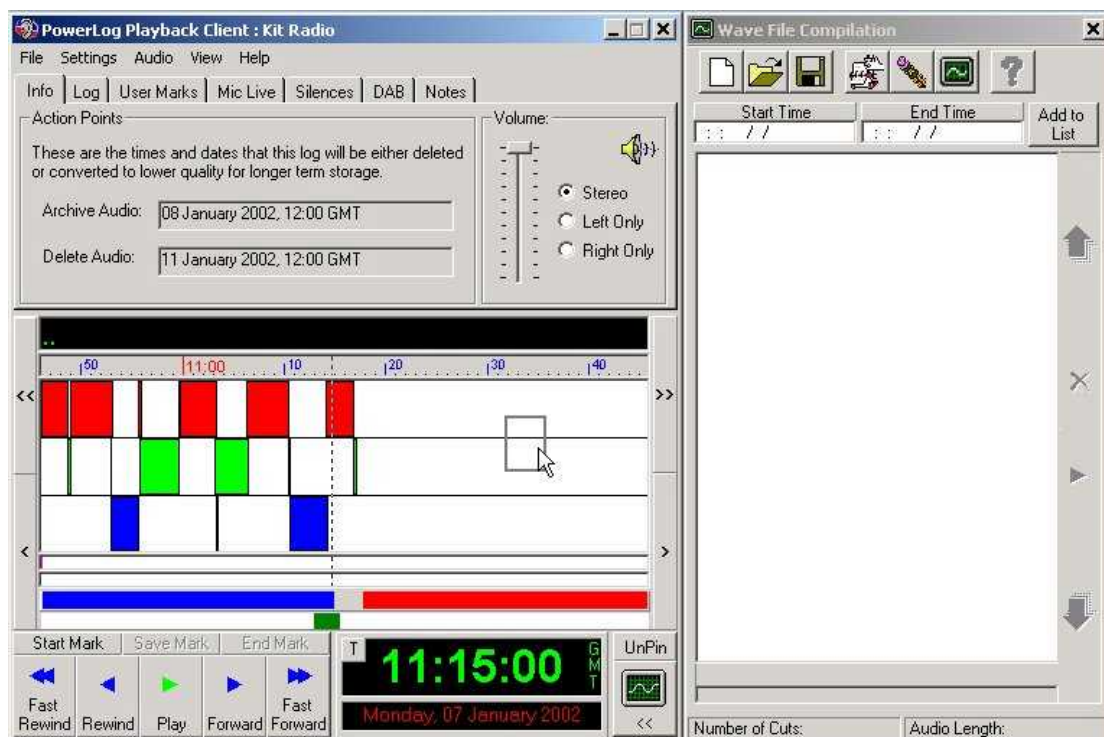 PowerLog Playback Client : Kit Radio
File Settings Audio View Help
Info Log User Marks Mic Live Silences DAB Notes
Action Points
These are the times and dates that this log will be either deleted
or converted to lower quality for longer term storage.
Archive Audio: 08 January 2002, 12:00 GMT
Delete Audio: 11 January 2002, 12:00 GMT
Volume:
Stereo
Left Only
Right Only
50 11:00 10 20 30 40
<< >>
< >
Start Mark Save Mark End Mark
Fast Rewind
Rewind
Play
Forward
Fast Forward
T 11:15:00 GMT
Monday, 07 January 2002
UnPin
<<
Wave File Compilation
?
Start Time End Time Add to List
: : / / : : / /
Number of Cuts: Audio Length: